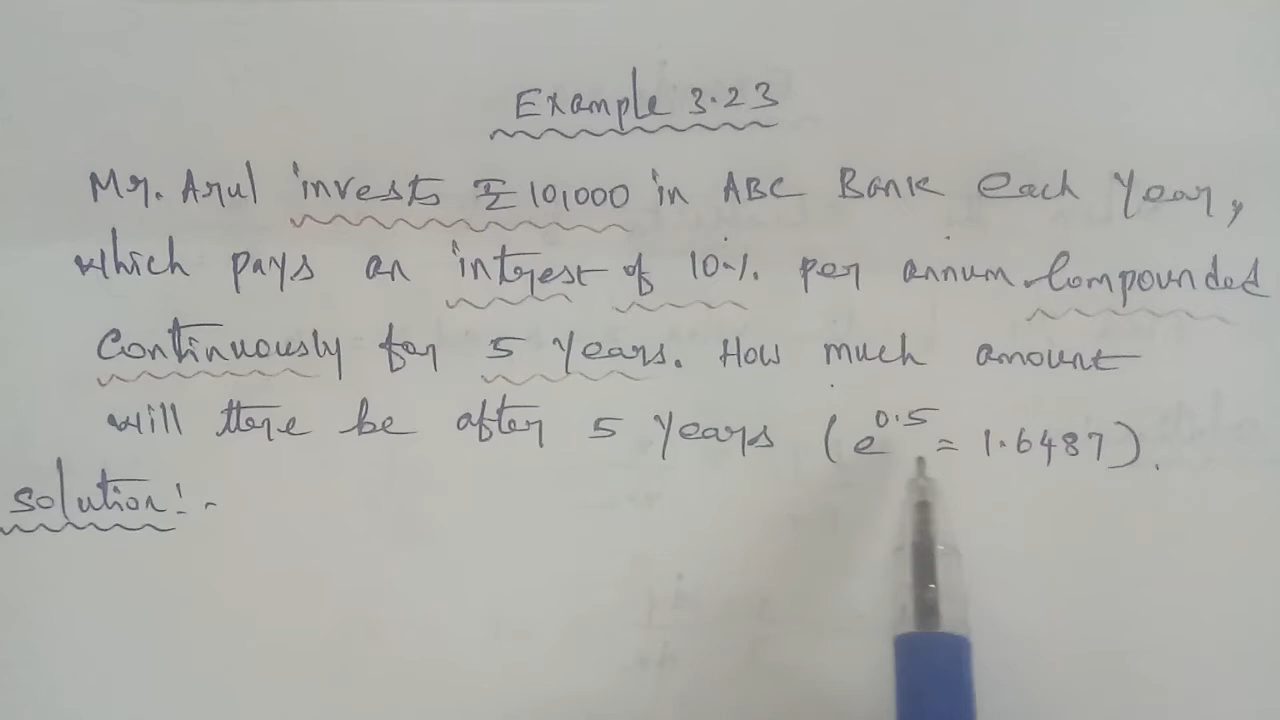 Example 3.23
Mr. Arul invests ₹ 10,000 in ABC Bank each year,
which pays an interest of 10% per annum compounded
continuously for 5 years. How much amount
will there be after 5 years (e^0.5 = 1.6487).
Solution:-